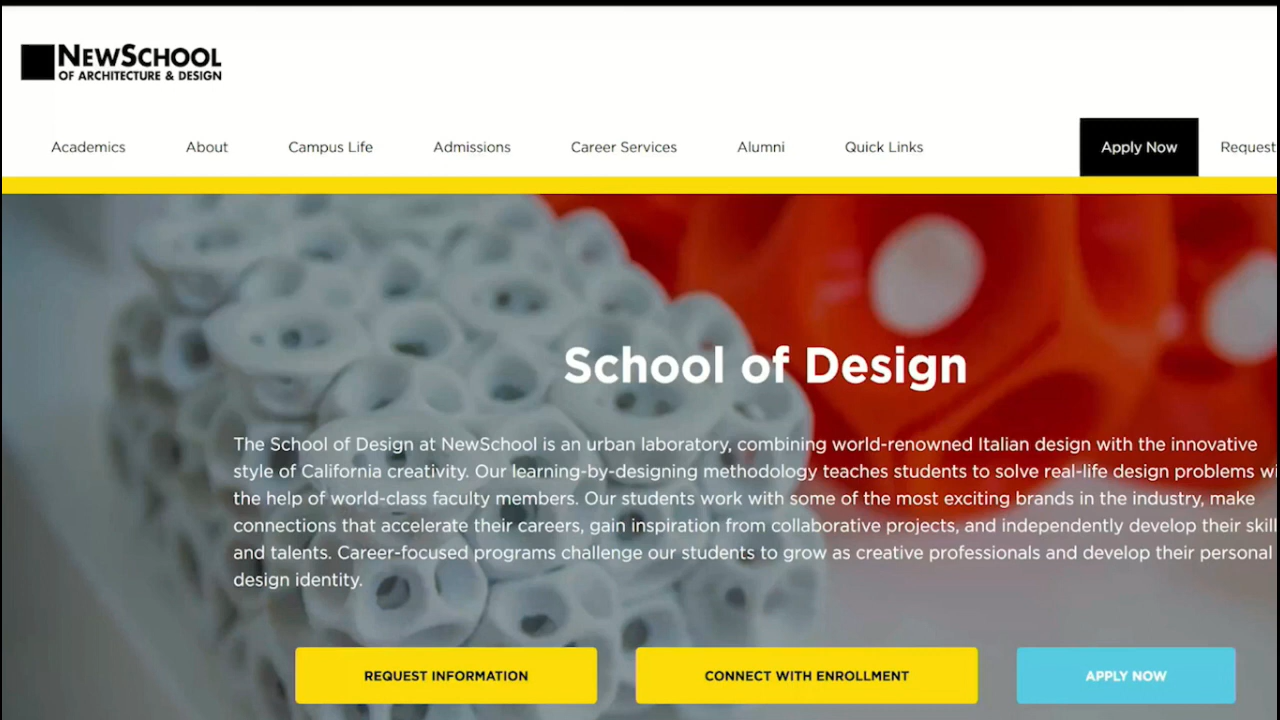 NEWSCHOOL
OF ARCHITECTURE & DESIGN
Academics About Campus Life Admissions Career Services Alumni Quick Links Apply Now Request
School of Design
The School of Design at NewSchool is an urban laboratory, combining world-renowned Italian design with the innovative
style of California creativity. Our learning-by-designing methodology teaches students to solve real-life design problems wi
the help of world-class faculty members. Our students work with some of the most exciting brands in the industry, make
connections that accelerate their careers, gain inspiration from collaborative projects, and independently develop their skill
and talents. Career-focused programs challenge our students to grow as creative professionals and develop their personal
design identity.
REQUEST INFORMATION CONNECT WITH ENROLLMENT APPLY NOW